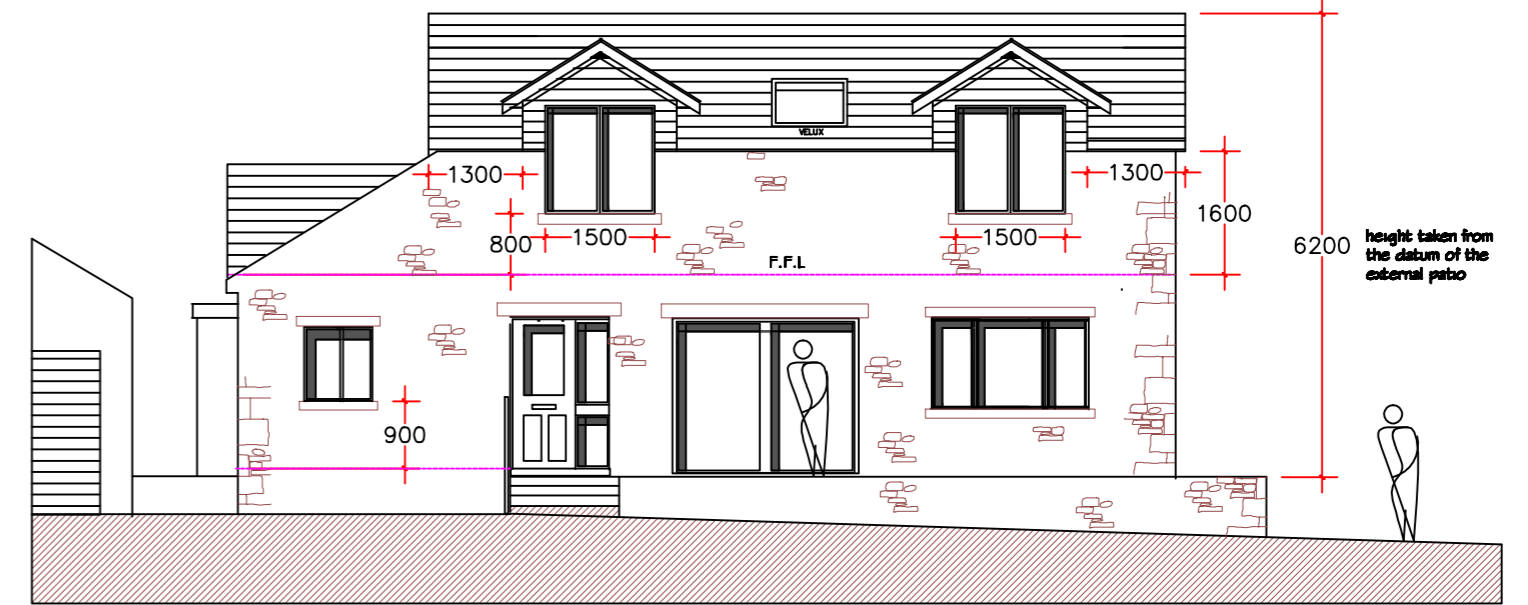 VELUX
1300
1300
1600
800
1500
1500
6200
height taken from
the datum of the
external patio
F.F.L
900